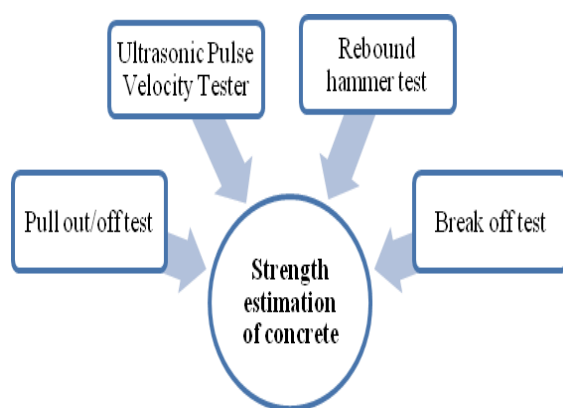 Ultrasonic Pulse
Velocity Tester
Rebound
hammer test
Pull out/off test
Break off test
Strength
estimation
of concrete